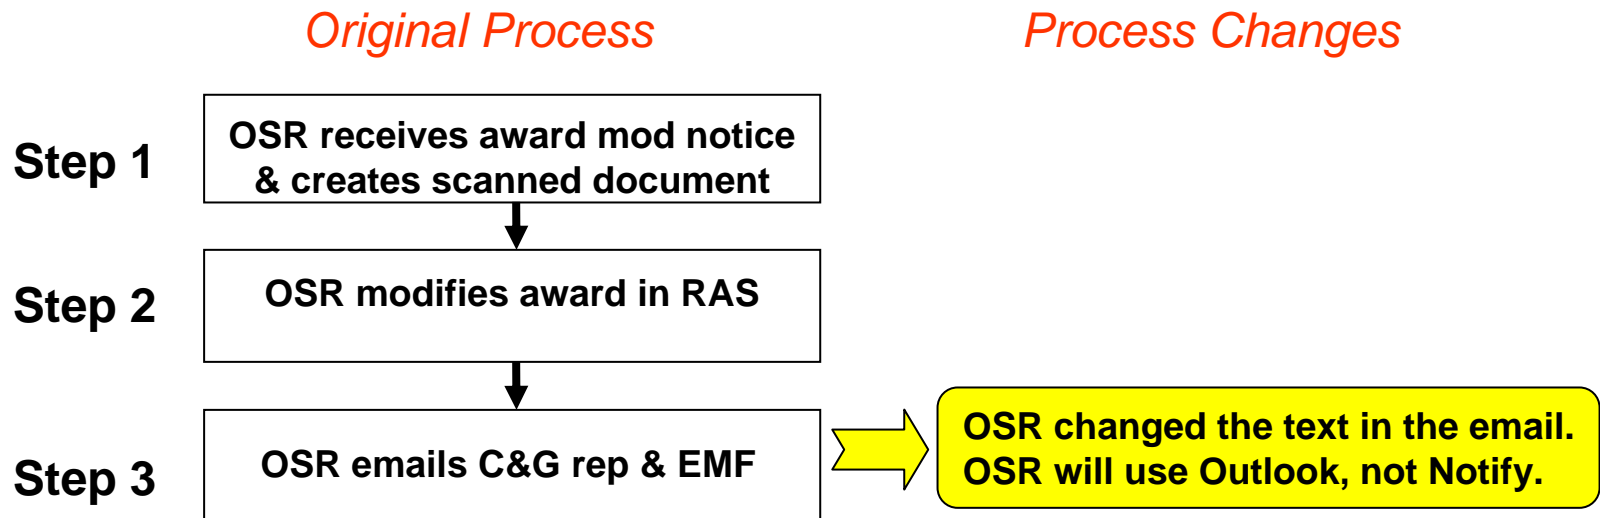 Original Process
Process Changes
Step 1
OSR receives award mod notice
& creates scanned document
Step 2
OSR modifies award in RAS
Step 3
OSR emails C&G rep & EMF
OSR changed the text in the email.
OSR will use Outlook, not Notify.